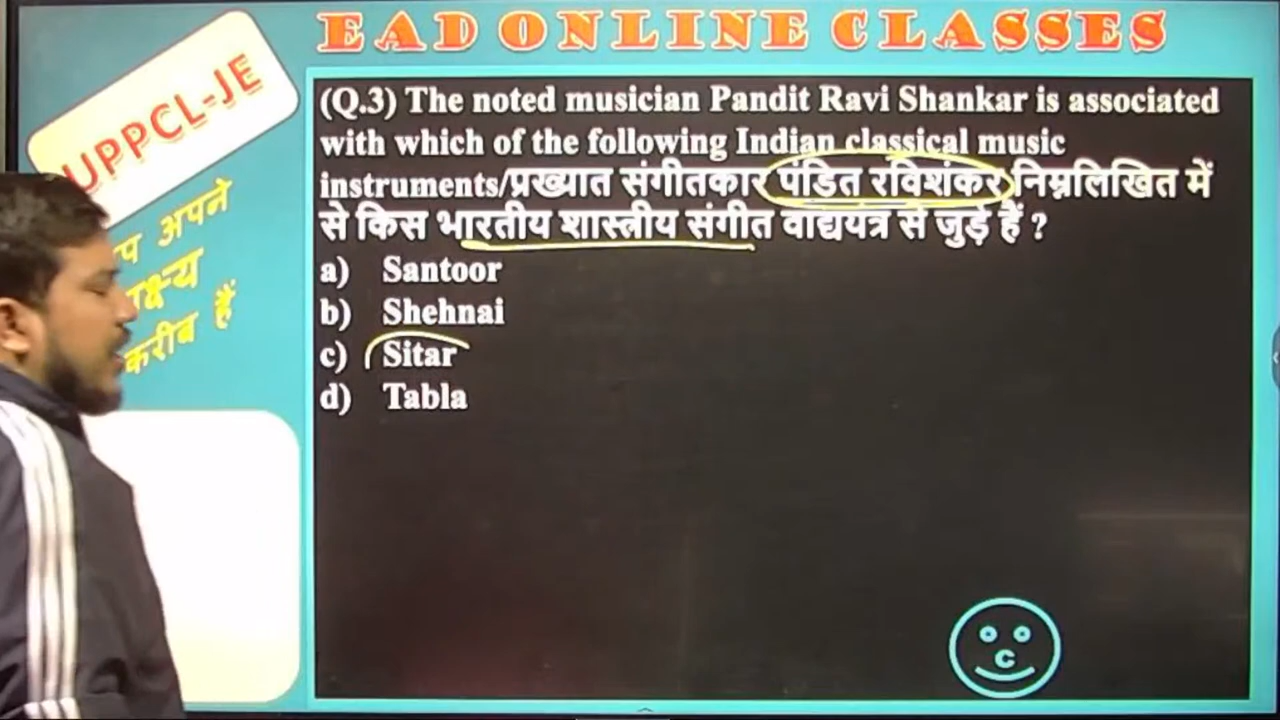 EAD ONLINE CLASSES
UPPCL-JE
अपने
करीब हैं
(Q.3) The noted musician Pandit Ravi Shankar is associated
with which of the following Indian classical music
instruments/प्रख्यात संगीतकार पंडित रविशंकर निम्नलिखित में
से किस भारतीय शास्त्रीय संगीत वाद्ययंत्र से जुड़े हैं ?
a) Santoor
b) Shehnai
c) Sitar
d) Tabla
C